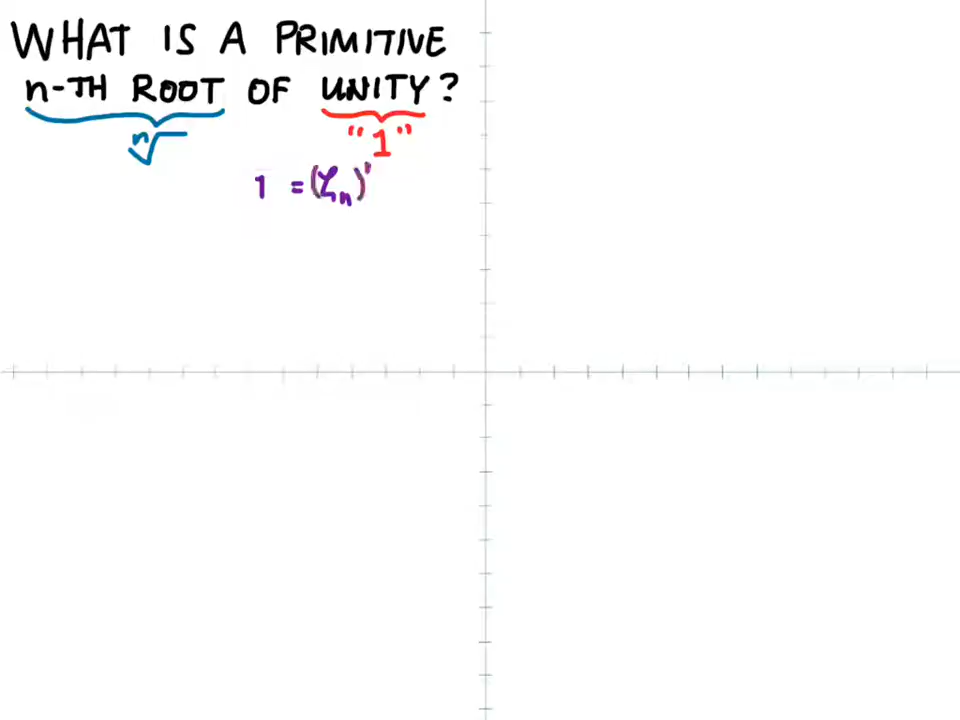 WHAT IS A PRIMITIVE
n-TH ROOT OF UNITY?
ⁿ√ "1"
1 = (ζₙ)'